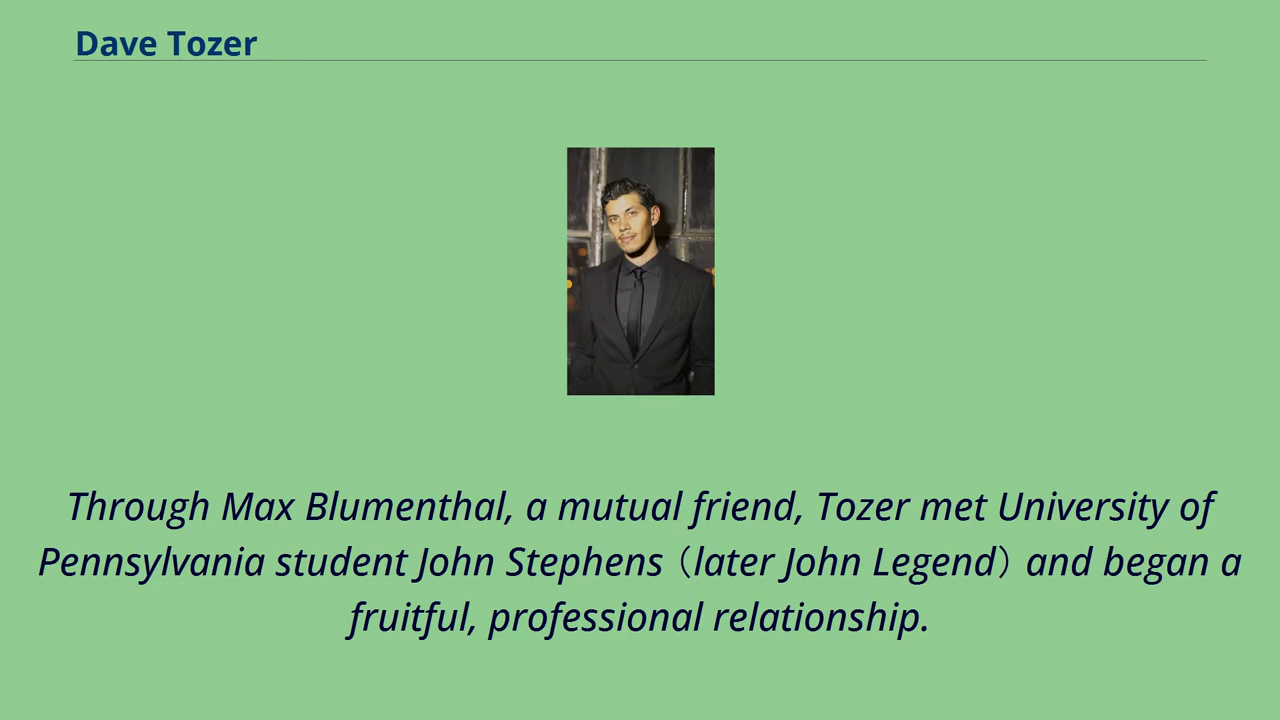 Dave Tozer
Through Max Blumenthal, a mutual friend, Tozer met University of
Pennsylvania student John Stephens（later John Legend）and began a
fruitful, professional relationship.